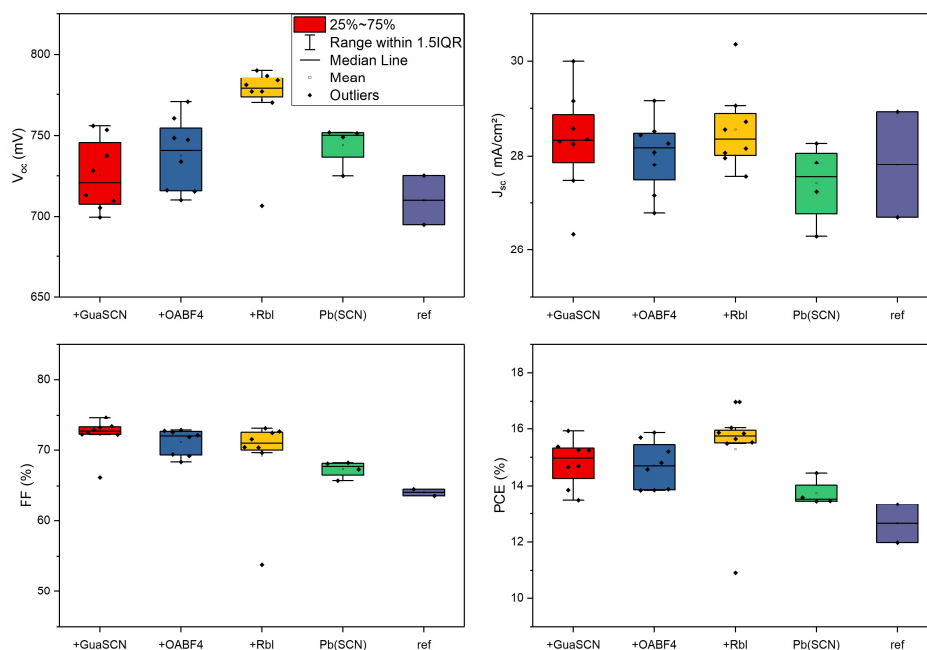 25%~75%
Range within 1.5IQR
Median Line
Mean
Outliers
V_oc (mV)
800
750
700
650
+GuaSCN +OABF4 +RbI Pb(SCN) ref
J_sc ( mA/cm²)
30
28
26
+GuaSCN +OABF4 +RbI Pb(SCN) ref
FF (%)
80
70
60
50
+GuaSCN +OABF4 +RbI Pb(SCN) ref
PCE (%)
18
16
14
12
10
+GuaSCN +OABF4 +RbI Pb(SCN) ref